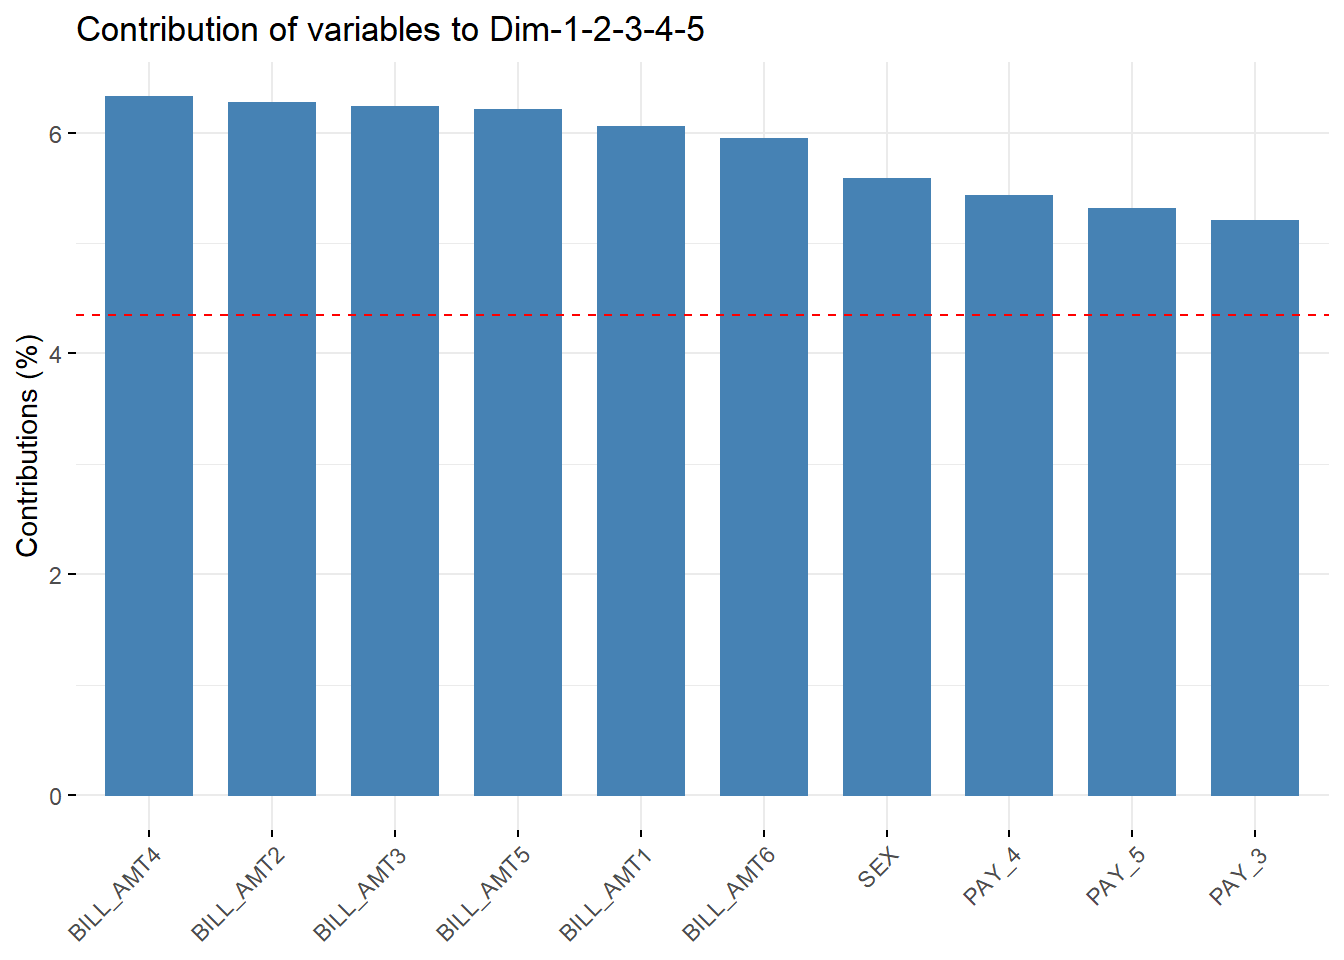 Contribution of variables to Dim-1-2-3-4-5
Contributions (%)
6
4
2
0
BILL_AMT4
BILL_AMT2
BILL_AMT3
BILL_AMT5
BILL_AMT1
BILL_AMT6
SEX
PAY_4
PAY_5
PAY_3